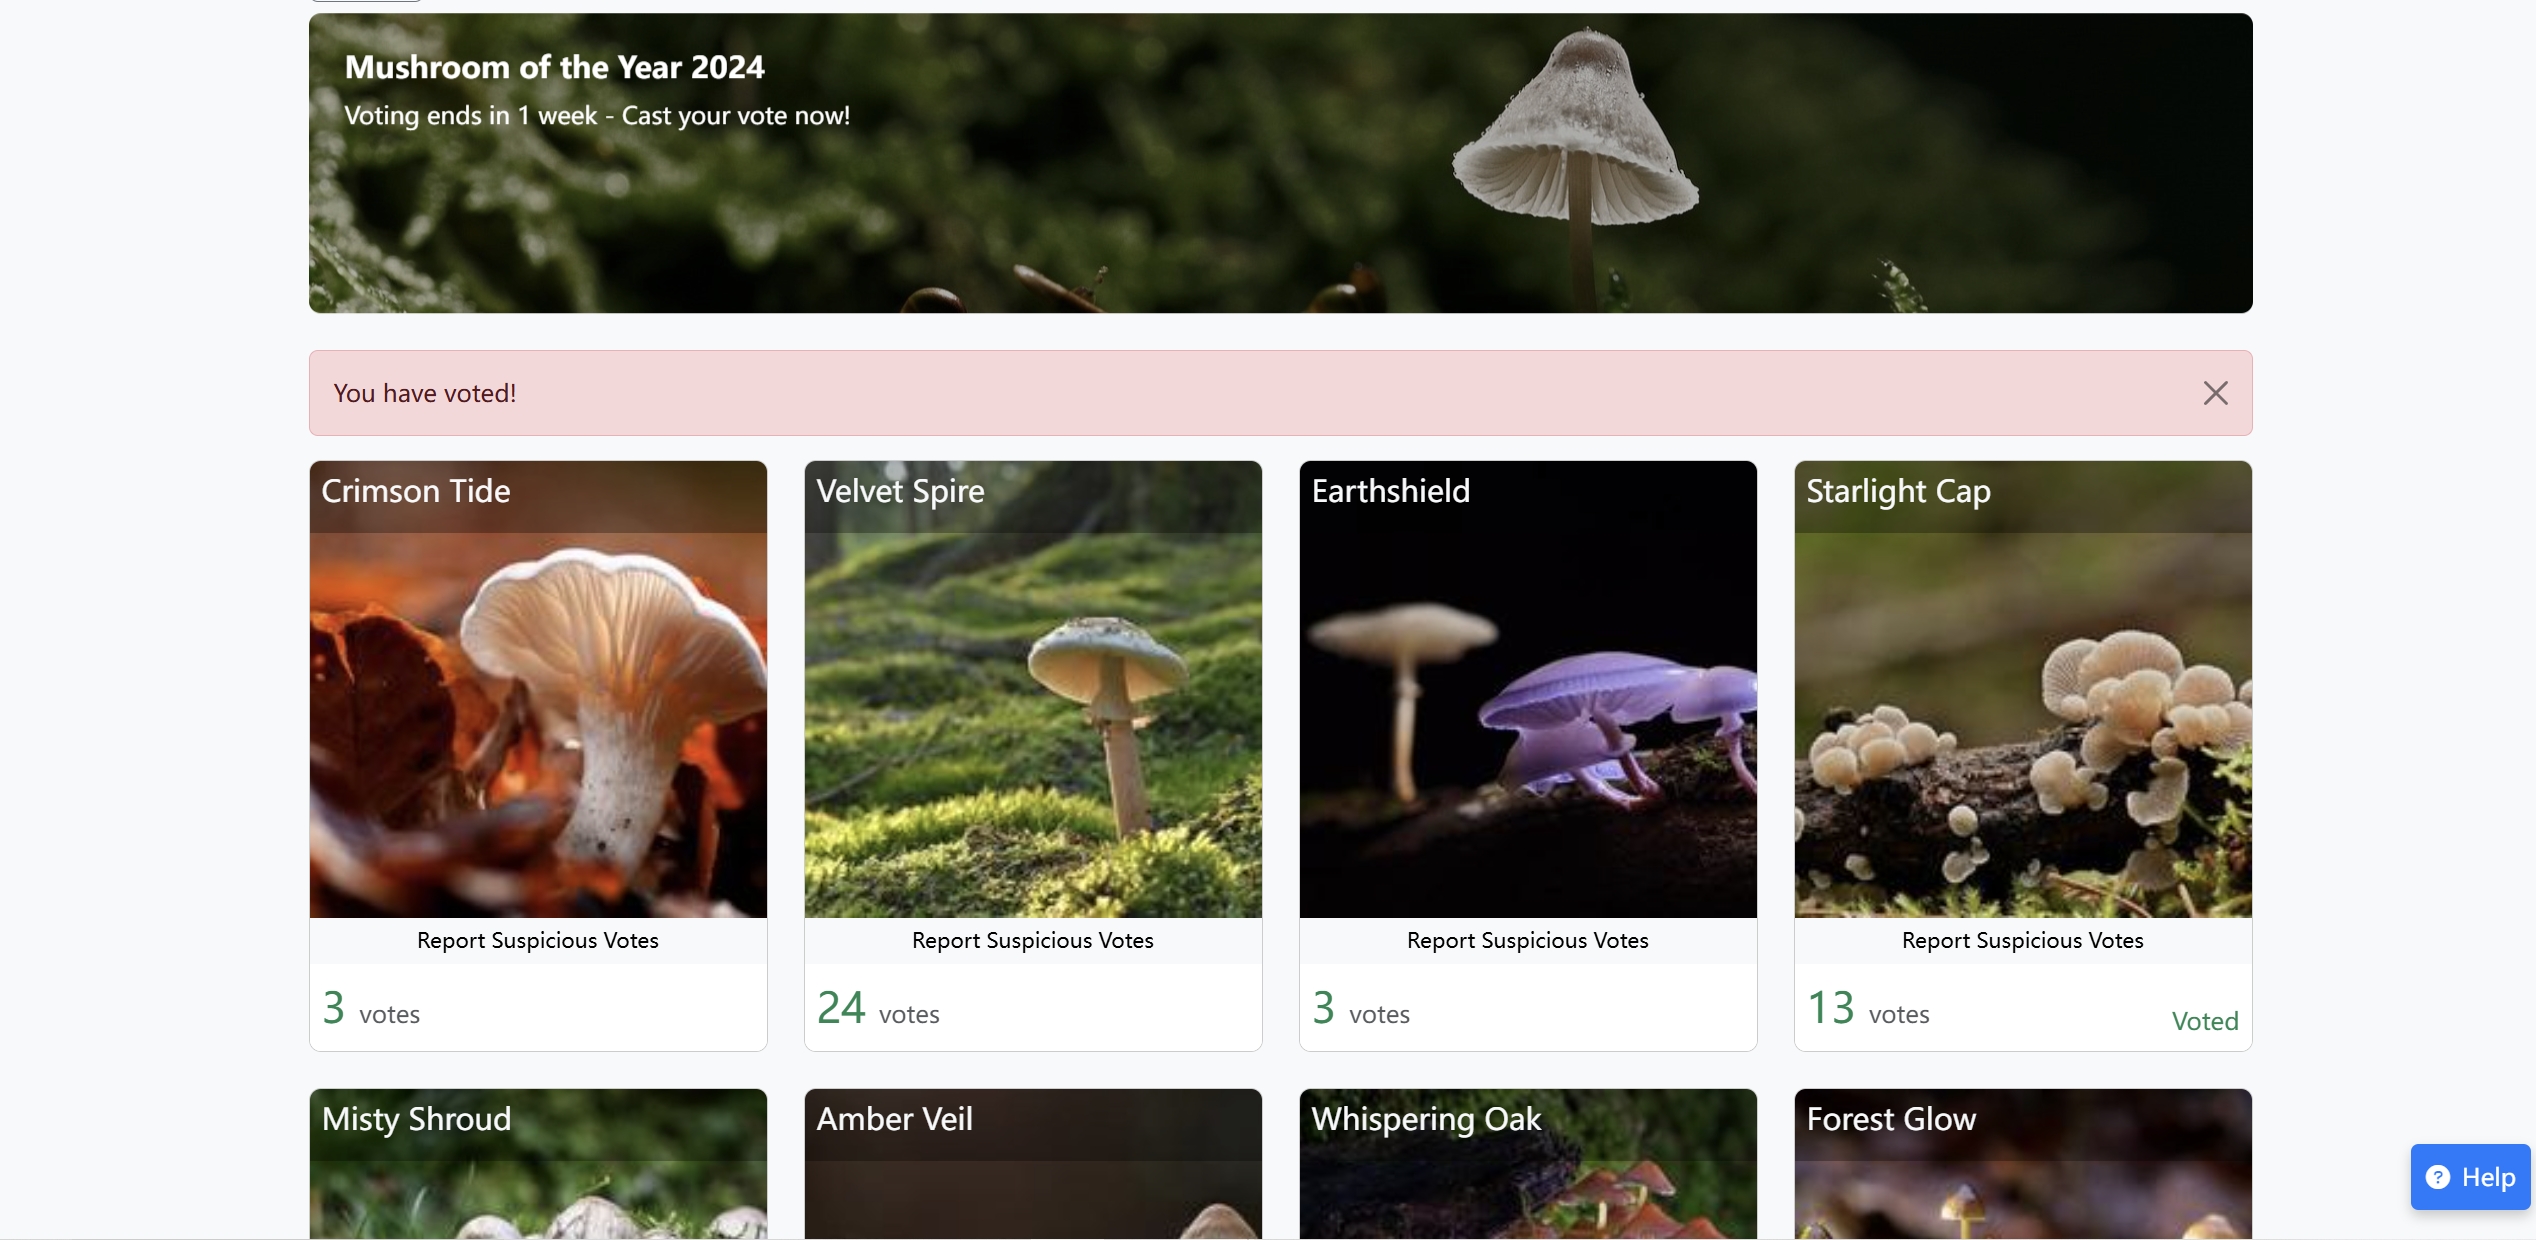 Mushroom of the Year 2024
Voting ends in 1 week - Cast your vote now!
You have voted!
Crimson Tide
Velvet Spire
Earthshield
Starlight Cap
Report Suspicious Votes
Report Suspicious Votes
Report Suspicious Votes
Report Suspicious Votes
3 votes
24 votes
3 votes
13 votes
Voted
Misty Shroud
Amber Veil
Whispering Oak
Forest Glow
? Help